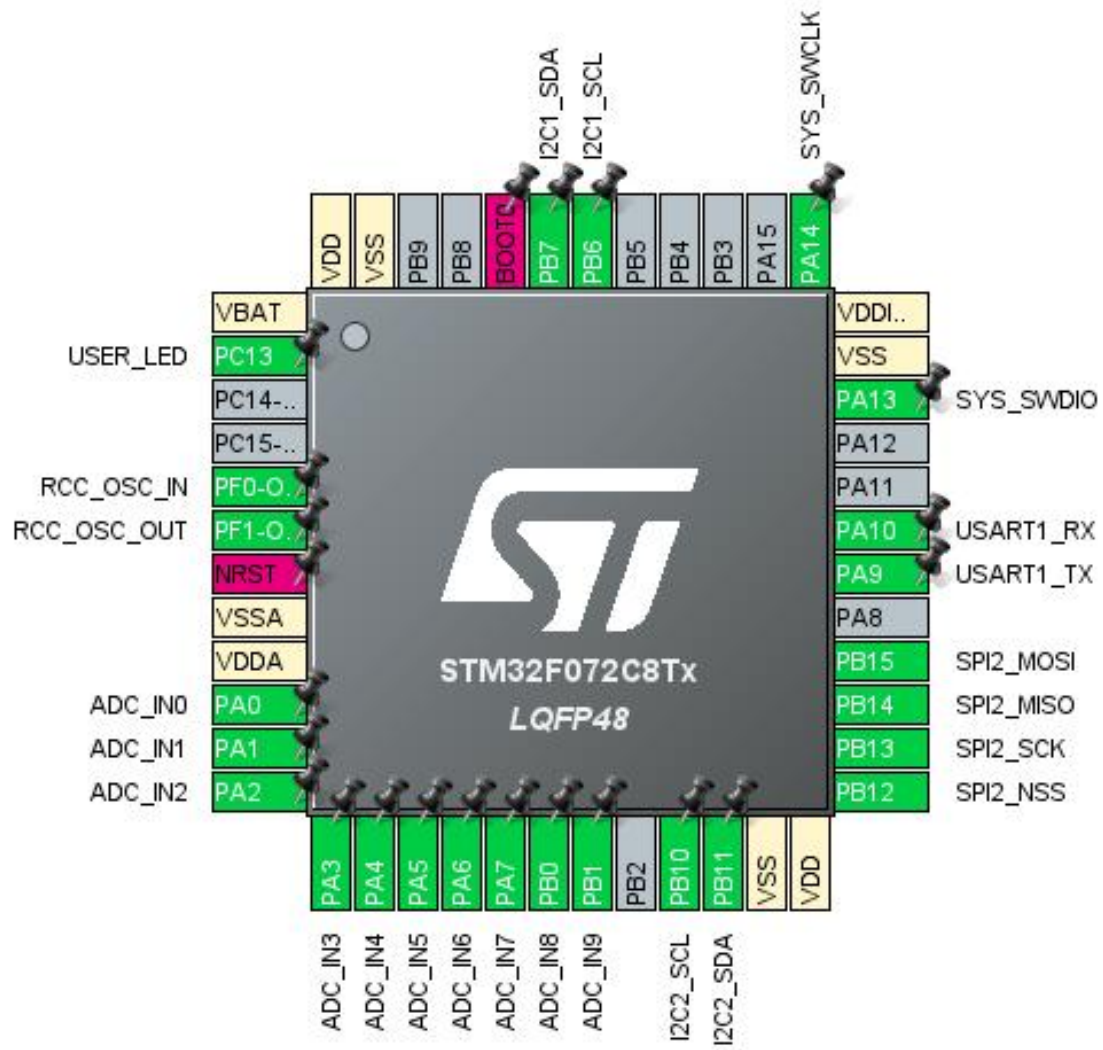 I2C1_SDA
I2C1_SCL
SYS_SWCLK
VDD
VSS
PB9
PB8
BOOT0
PB7
PB6
PB5
PB4
PB3
PA15
PA14
VBAT
USER_LED PC13
PC14-..
PC15-..
RCC_OSC_IN PF0-O..
RCC_OSC_OUT PF1-O..
NRST
VSSA
VDDA
ADC_IN0 PA0
ADC_IN1 PA1
ADC_IN2 PA2
VDDI..
VSS
PA13 SYS_SWDIO
PA12
PA11
PA10 USART1_RX
PA9 USART1_TX
PA8
PB15 SPI2_MOSI
PB14 SPI2_MISO
PB13 SPI2_SCK
PB12 SPI2_NSS
ST
STM32F072C8Tx
LQFP48
PA3
PA4
PA5
PA6
PA7
PB0
PB1
PB2
PB10
PB11
VSS
VDD
ADC_IN3
ADC_IN4
ADC_IN5
ADC_IN6
ADC_IN7
ADC_IN8
ADC_IN9
I2C2_SCL
I2C2_SDA